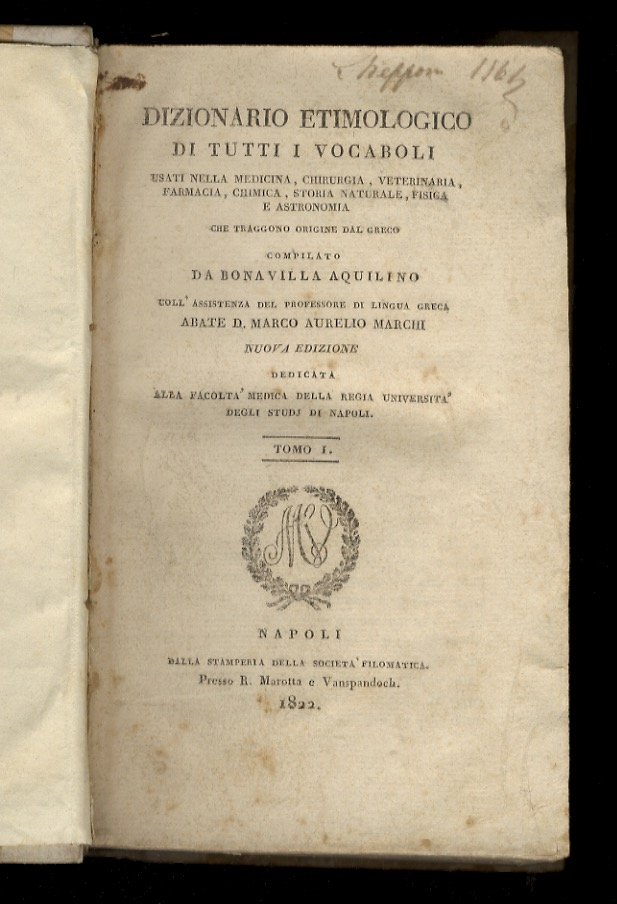 DIZIONARIO ETIMOLOGICO
DI TUTTI I VOCABOLI
USATI NELLA MEDICINA, CHIRURGIA, VETERINARIA,
FARMACIA, CHIMICA, STORIA NATURALE, FISICA
E ASTRONOMIA
CHE TRAGGONO ORIGINE DAL GRECO
COMPILATO
DA BONAVILLA AQUILINO
COLL' ASSISTENZA DEL PROFESSORE DI LINGUA GRECA
ABATE D. MARCO AURELIO MARCHI
NUOVA EDIZIONE
DEDICATA
ALLA FACOLTA' MEDICA DELLA REGIA UNIVERSITA'
DEGLI STUDJ DI NAPOLI.
TOMO I.
NAPOLI
DALLA STAMPERIA DELLA SOCIETA' FILOMATICA.
Presso R. Marotta e Vanspandoch.
1822.